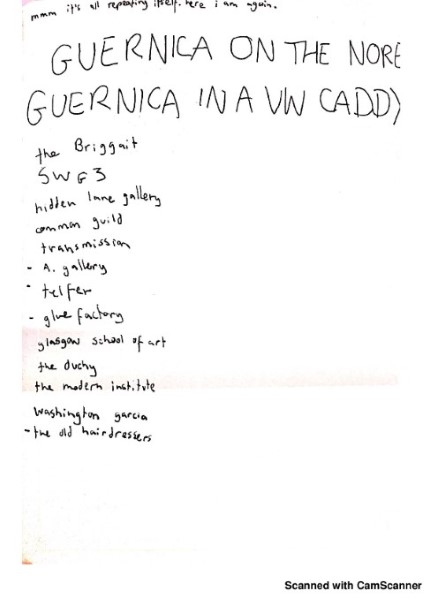 mmm it's all repeating itself. here i am again.
GUERNICA ON THE NORE
GUERNICA IN A VW CADDY
the Briggait
SWG3
hidden lane gallery
common guild
transmission
- A. gallery
- telfer
- glue factory
glasgow school of art
the duchy
the modern institute
Washington garcia
- the old hairdressers
Scanned with CamScanner